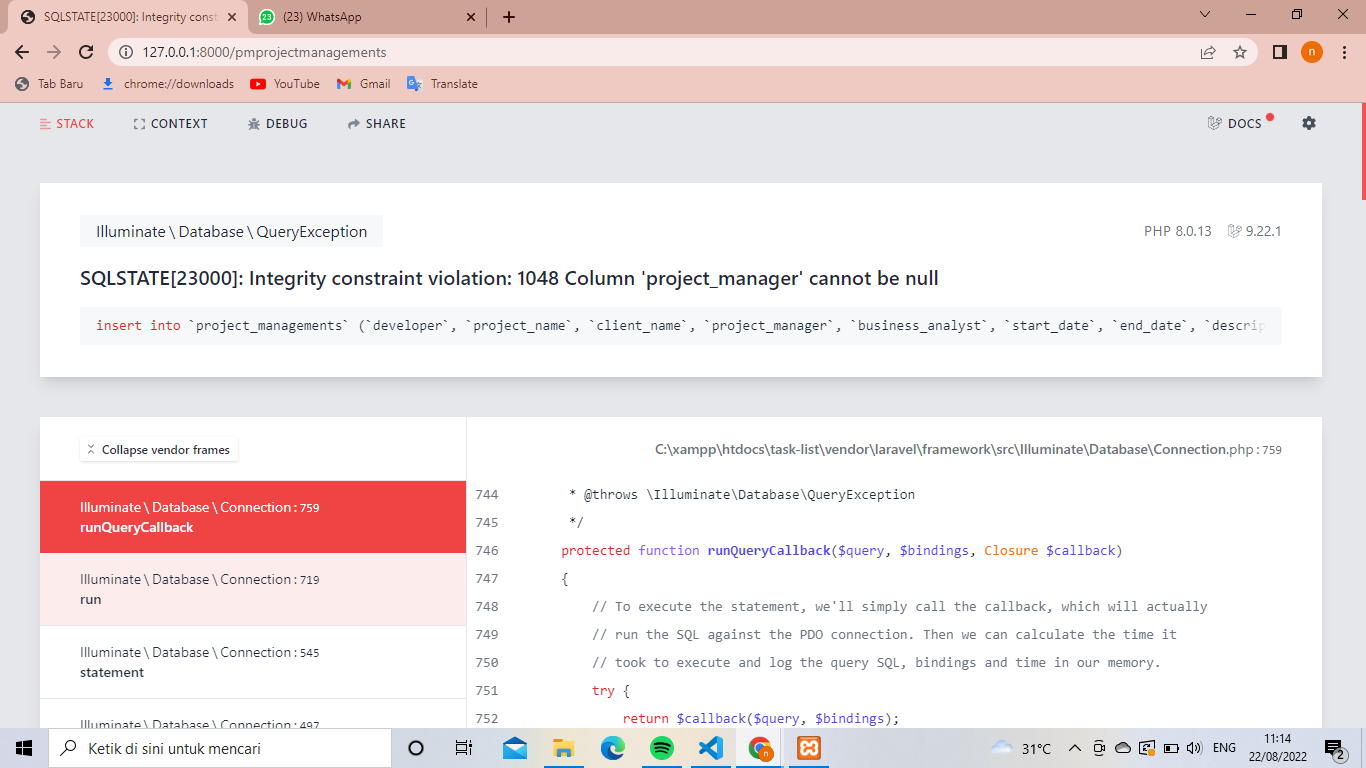 SQLSTATE[23000]: Integrity const
(23) WhatsApp
127.0.0.1:8000/pmprojectmanagements
n
Tab Baru chrome://downloads YouTube Gmail Translate
STACK CONTEXT DEBUG SHARE DOCS
Illuminate\Database\QueryException
PHP 8.0.13 9.22.1
SQLSTATE[23000]: Integrity constraint violation: 1048 Column 'project_manager' cannot be null
insert into `project_managements` (`developer`, `project_name`, `client_name`, `project_manager`, `business_analyst`, `start_date`, `end_date`, `descrip
Collapse vendor frames
C:\xampp\htdocs\task-list\vendor\laravel\framework\src\Illuminate\Database\Connection.php:759
Illuminate\Database\Connection:759
runQueryCallback
Illuminate\Database\Connection:719
run
Illuminate\Database\Connection:545
statement
Illuminate\Database\Connection:497
744 * @throws \Illuminate\Database\QueryException
745 */
746 protected function runQueryCallback($query, $bindings, Closure $callback)
747 {
748 // To execute the statement, we'll simply call the callback, which will actually
749 // run the SQL against the PDO connection. Then we can calculate the time it
750 // took to execute and log the query SQL, bindings and time in our memory.
751 try {
752 return $callback($query, $bindings);
Ketik di sini untuk mencari
31°C
ENG
11:14
22/08/2022
2